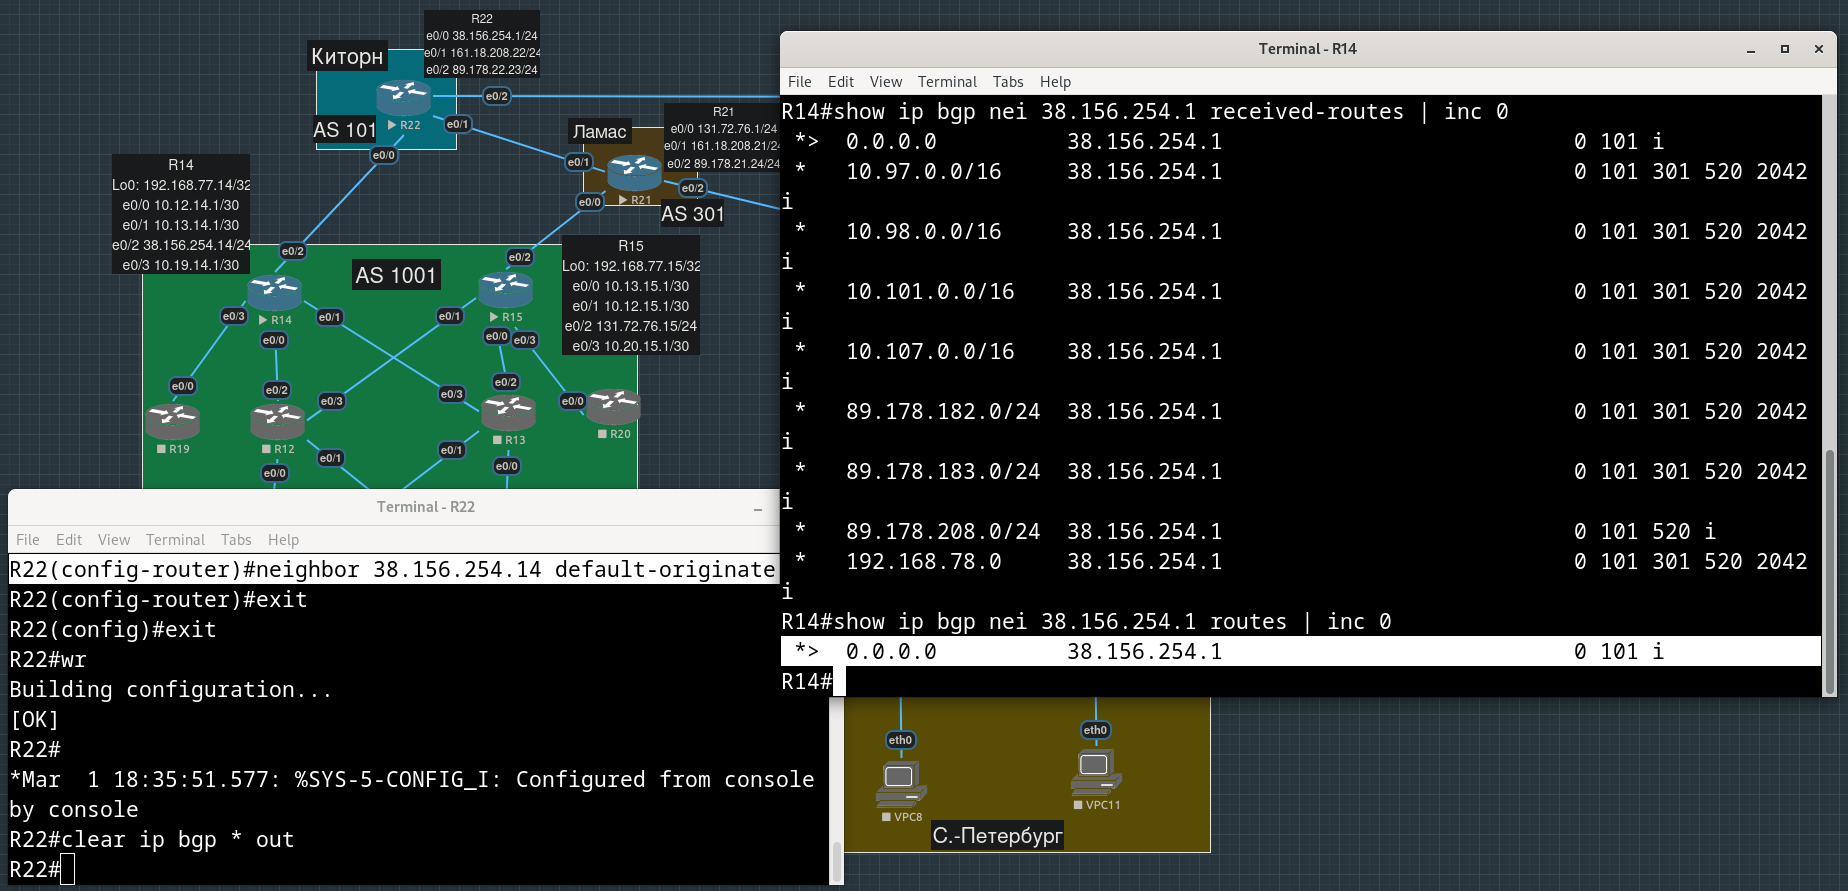 R22
e0/0 38.156.254.1/24
e0/1 161.18.208.22/24
e0/2 89.178.22.23/24
Киторн
R22
AS 101
e0/2
e0/1
e0/0
Ламас
R21
e0/0 131.72.76.1/24
e0/1 161.18.208.21/24
e0/2 89.178.21.24/24
e0/1
R21
e0/2
e0/0
AS 301
R14
Lo0: 192.168.77.14/32
e0/0 10.12.14.1/30
e0/1 10.13.14.1/30
e0/2 38.156.254.14/24
e0/3 10.19.14.1/30
e0/2
AS 1001
e0/2
R15
Lo0: 192.168.77.15/32
e0/0 10.13.15.1/30
e0/1 10.12.15.1/30
e0/2 131.72.76.15/24
e0/3 10.20.15.1/30
R14
R15
e0/3
e0/1
e0/1
e0/0
e0/0
e0/3
e0/0
e0/2
e0/3
e0/3
e0/2
e0/0
R19
R12
R13
R20
e0/1
e0/1
e0/0
e0/0
Terminal - R14
File Edit View Terminal Tabs Help
R14#show ip bgp nei 38.156.254.1 received-routes | inc 0
*> 0.0.0.0 38.156.254.1 0 101 i
* 10.97.0.0/16 38.156.254.1 0 101 301 520 2042
i
* 10.98.0.0/16 38.156.254.1 0 101 301 520 2042
i
* 10.101.0.0/16 38.156.254.1 0 101 301 520 2042
i
* 10.107.0.0/16 38.156.254.1 0 101 301 520 2042
i
* 89.178.182.0/24 38.156.254.1 0 101 301 520 2042
i
* 89.178.183.0/24 38.156.254.1 0 101 301 520 2042
i
* 89.178.208.0/24 38.156.254.1 0 101 520 i
* 192.168.78.0 38.156.254.1 0 101 301 520 2042
i
R14#show ip bgp nei 38.156.254.1 routes | inc 0
*> 0.0.0.0 38.156.254.1 0 101 i
R14#
Terminal - R22
File Edit View Terminal Tabs Help
R22(config-router)#neighbor 38.156.254.14 default-originate
R22(config-router)#exit
R22(config)#exit
R22#wr
Building configuration...
[OK]
R22#
*Mar  1 18:35:51.577: %SYS-5-CONFIG_I: Configured from console
by console
R22#clear ip bgp * out
R22#
eth0
eth0
VPC8
VPC11
С.-Петербург